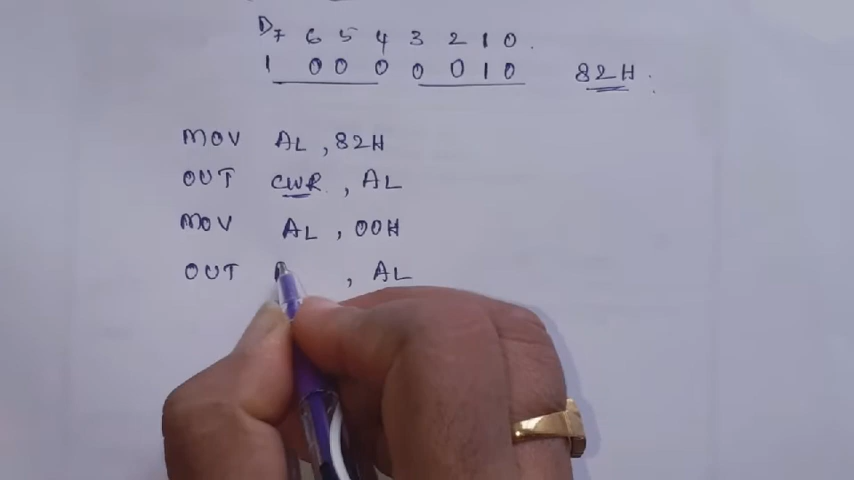 D7 6 5 4 3 2 1 0 .
1 0 0 0 0 0 1 0 82H .
MOV AL , 82H
OUT CWR , AL
MOV AL , 00H
OUT , AL